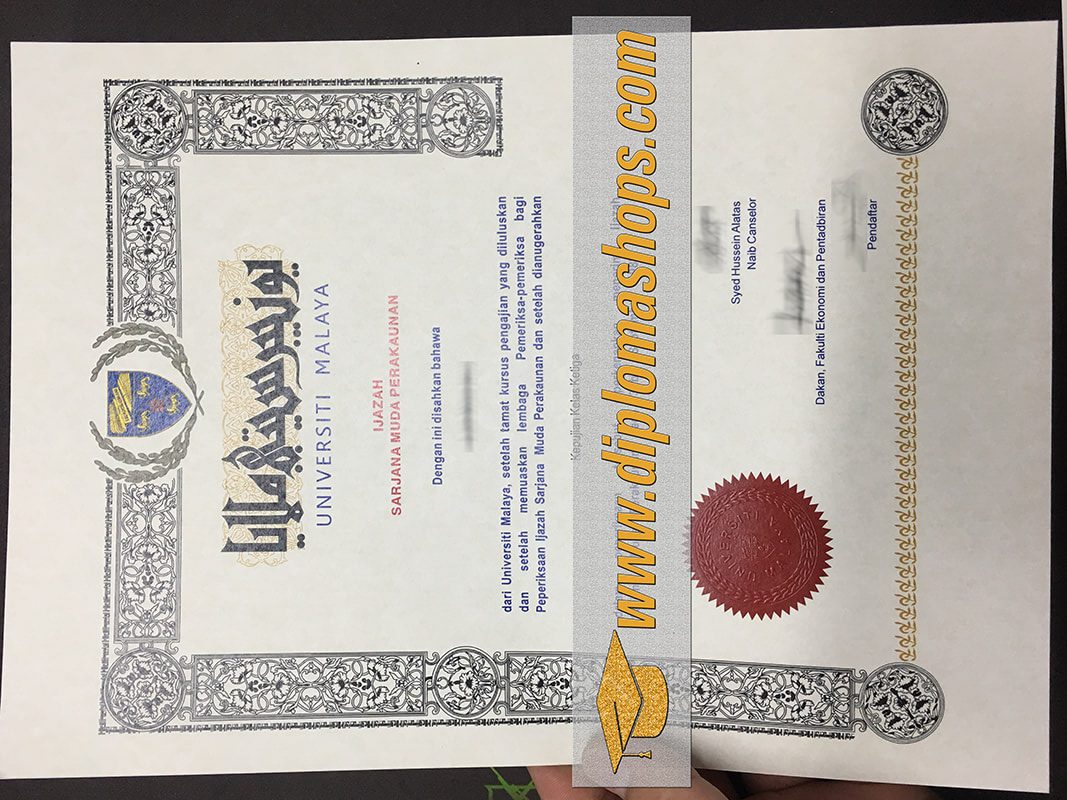 يونيۏرسيتي ملايا
UNIVERSITI MALAYA
IJAZAH
SARJANA MUDA PERAKAUNAN
Dengan ini disahkan bahawa
dari Universiti Malaya, setelah tamat kursus pengajian yang diluluskan
dan setelah memuaskan lembaga Pemeriksa-pemeriksa bagi
Peperiksaan Ijazah Sarjana Muda Perakaunan dan setelah dianugerahkan
Kepujian Kelas Ketiga
www.diplomashops.com
Syed Hussein Alatas
Naib Canselor
Dakan, Fakulti Ekonomi dan Pentadbiran
Pendaftar